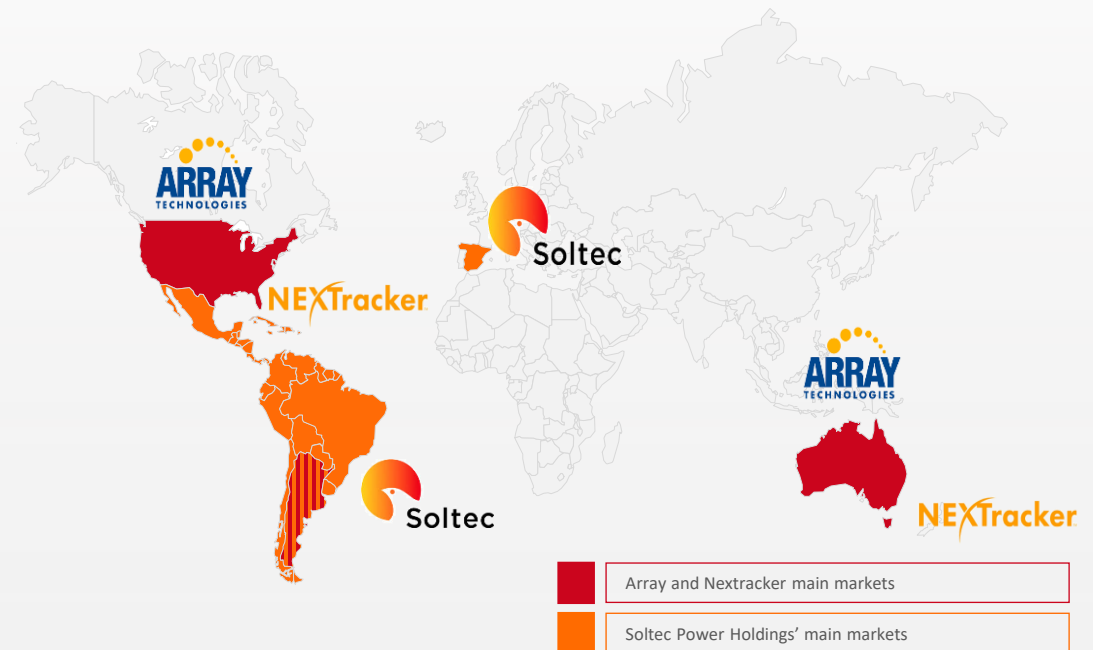 ARRAY
TECHNOLOGIES
Soltec
NEXTracker
ARRAY
TECHNOLOGIES
Soltec
NEXTracker
Array and Nextracker main markets
Soltec Power Holdings’ main markets